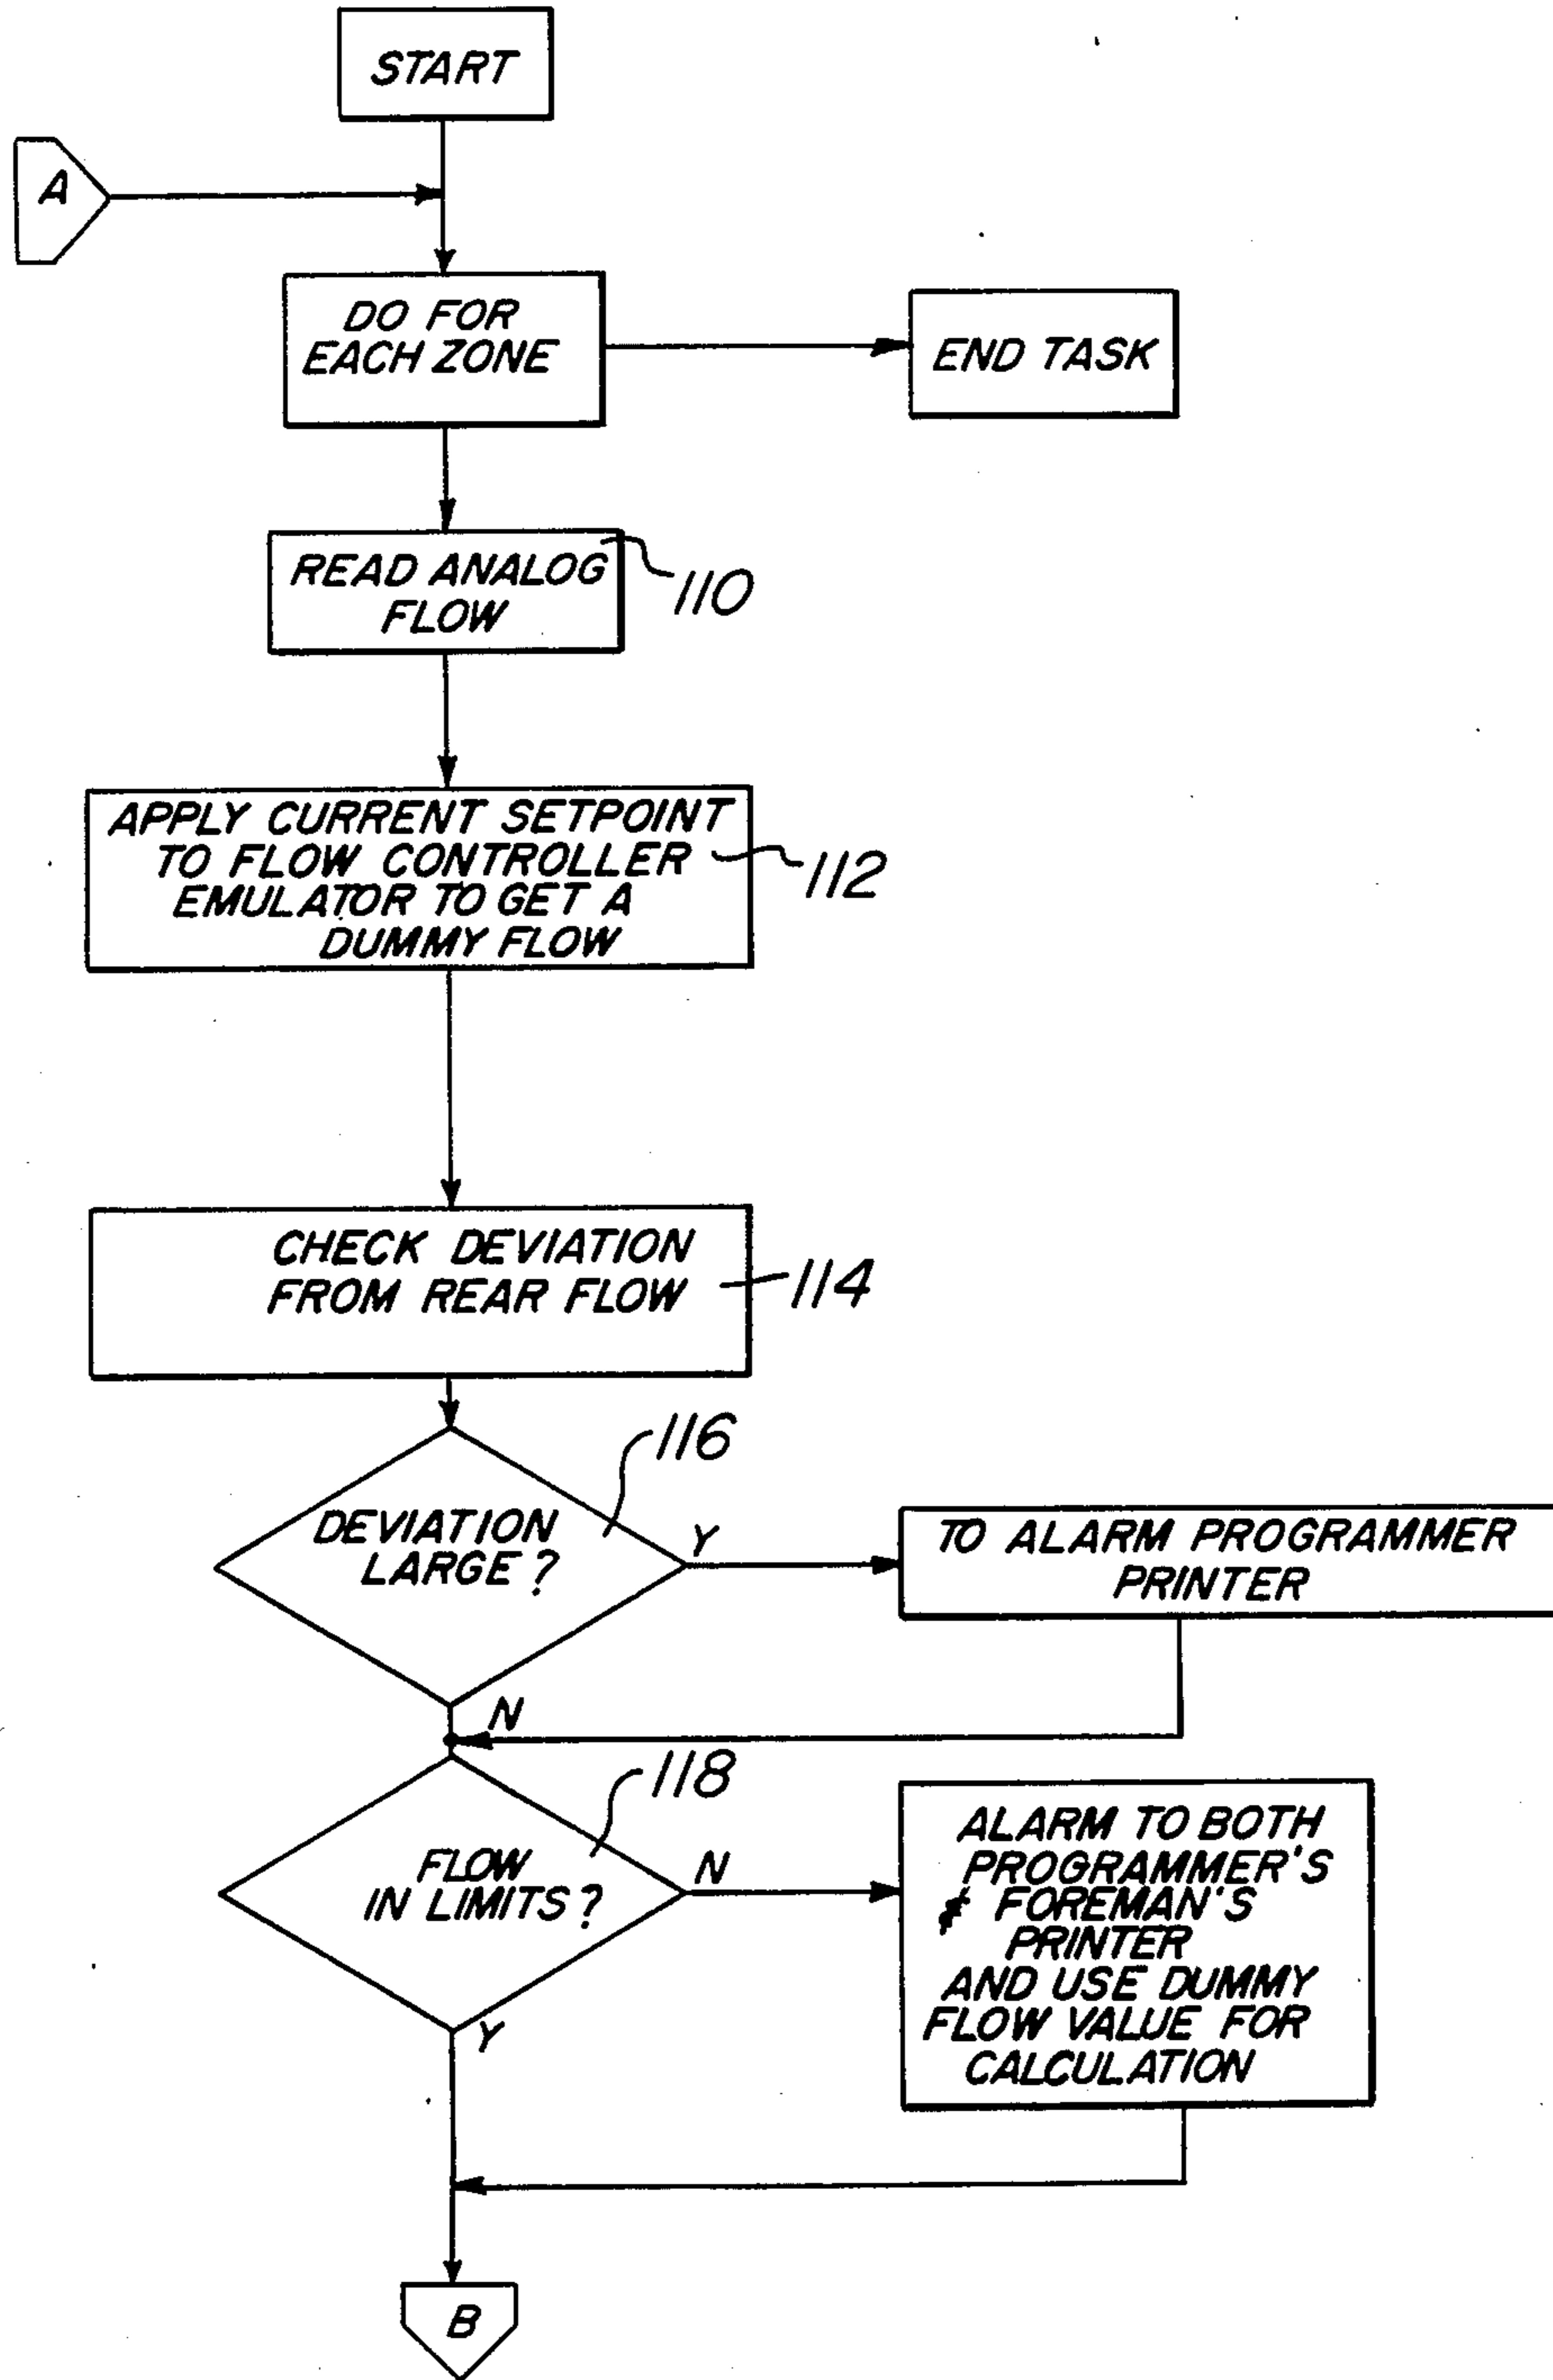 START
A
DO FOR
EACH ZONE
END TASK
READ ANALOG
FLOW
110
APPLY CURRENT SETPOINT
TO FLOW CONTROLLER
EMULATOR TO GET A
DUMMY FLOW
112
CHECK DEVIATION
FROM REAR FLOW
114
116
DEVIATION
LARGE?
Y
TO ALARM PROGRAMMER
PRINTER
N
118
FLOW
IN LIMITS?
N
ALARM TO BOTH
PROGRAMMER'S
& FOREMAN'S
PRINTER
AND USE DUMMY
FLOW VALUE FOR
CALCULATION
Y
B